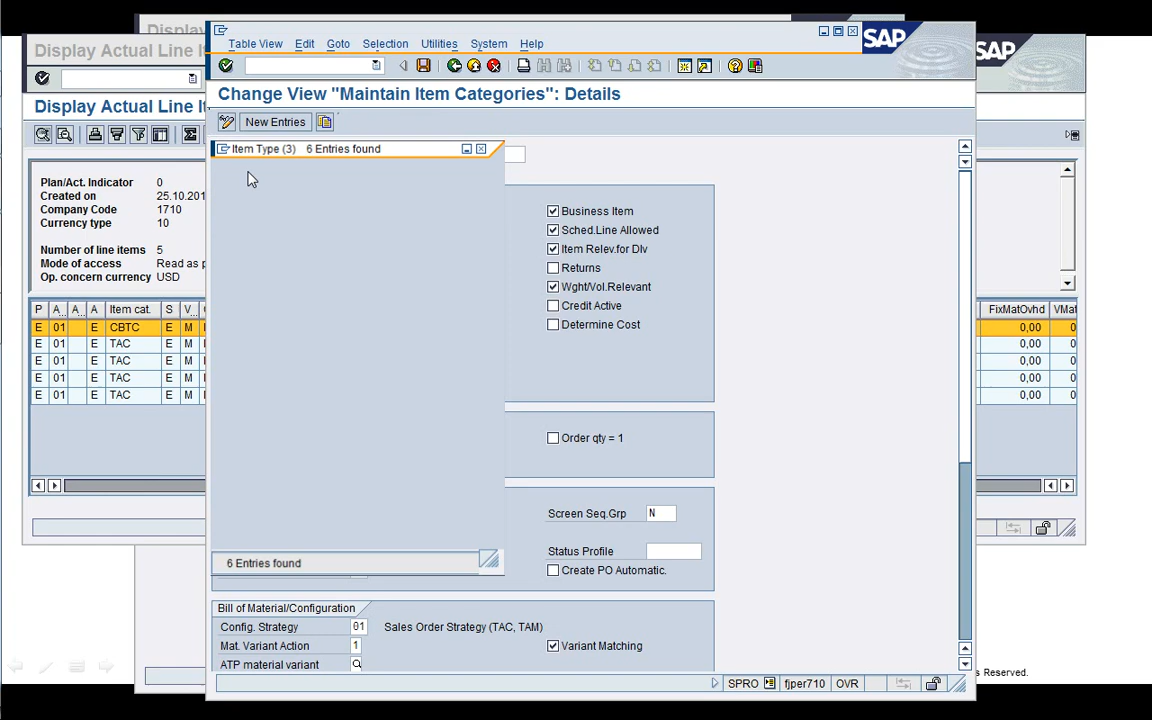 Display Actual Line I
SAP
Table View Edit Goto Selection Utilities System Help
Display Actual Line It
SAP
Change View "Maintain Item Categories": Details
Display Actual Line It
New Entries
Item Type (3) 6 Entries found
Plan/Act. Indicator 0
Created on 25.10.201
Company Code 1710
Currency type 10
Number of line items 5
Mode of access Read as p
Op. concern currency USD
Business Item
Sched.Line Allowed
Item Relev.for Dlv
Returns
Wght/Vol.Relevant
Credit Active
Determine Cost
P A.. A.. A Item cat. S V.. FixMatOvhd VMat
E 01 E CBTC E M 0,00 0
E 01 E TAC E M 0,00 0
E 01 E TAC E M 0,00 0
E 01 E TAC E M 0,00 0
E 01 E TAC E M 0,00 0
Order qty = 1
Screen Seq.Grp N
Status Profile
Create PO Automatic.
6 Entries found
Bill of Material/Configuration
Config. Strategy 01 Sales Order Strategy (TAC, TAM)
Mat. Variant Action 1 Variant Matching
ATP material variant
s Reserved.
SPRO fjper710 OVR